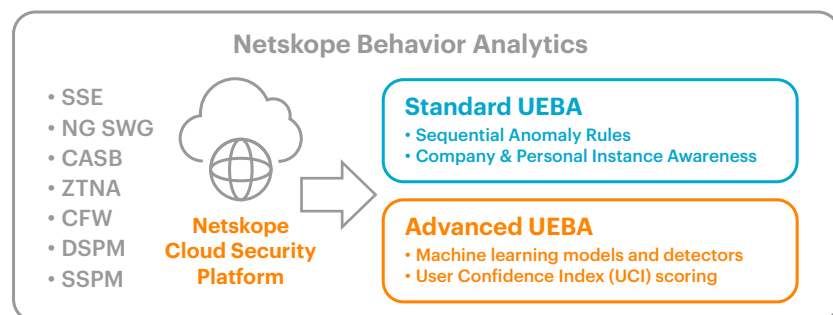 Netskope Behavior Analytics
• SSE
• NG SWG
• CASB
• ZTNA
• CFW
• DSPM
• SSPM
Netskope
Cloud Security
Platform
Standard UEBA
• Sequential Anomaly Rules
• Company & Personal Instance Awareness
Advanced UEBA
• Machine learning models and detectors
• User Confidence Index (UCI) scoring